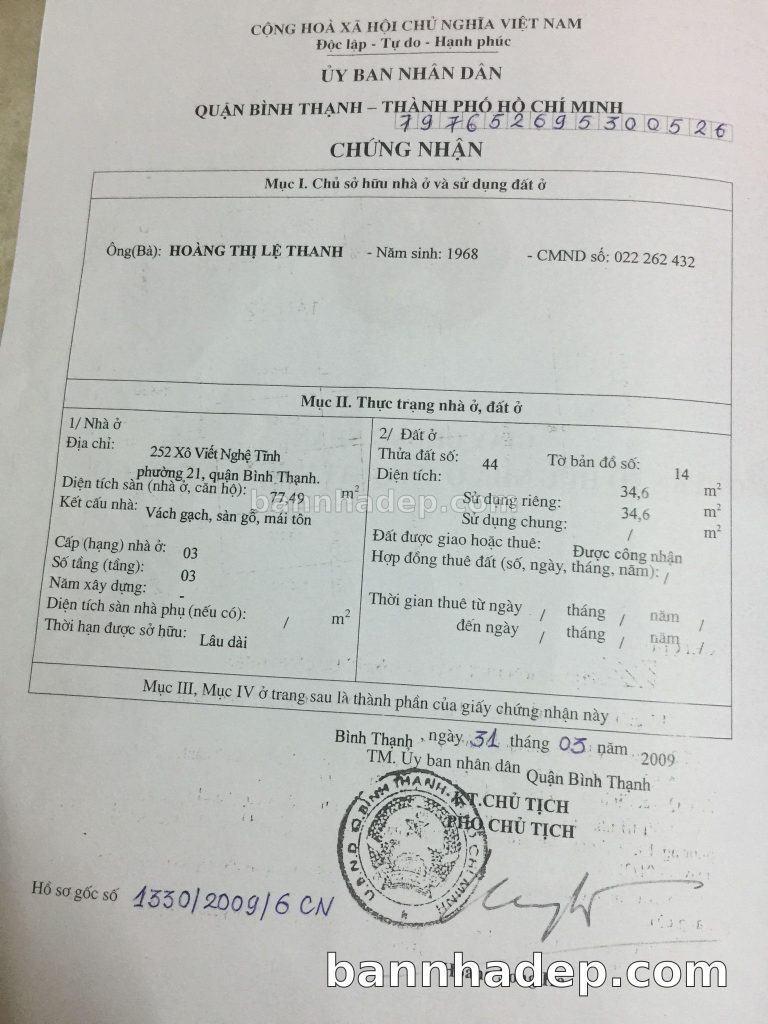 CỘNG HOÀ XÃ HỘI CHỦ NGHĨA VIỆT NAM
Độc lập - Tự do - Hạnh phúc
ỦY BAN NHÂN DÂN
QUẬN BÌNH THẠNH – THÀNH PHỐ HỒ CHÍ MINH
797652695300526
CHỨNG NHẬN
Mục I. Chủ sở hữu nhà ở và sử dụng đất ở
Ông(Bà): HOÀNG THỊ LỆ THANH - Năm sinh: 1968 - CMND số: 022 262 432
Mục II. Thực trạng nhà ở, đất ở
1/ Nhà ở
Địa chỉ: 252 Xô Viết Nghệ Tĩnh
phường 21, quận Bình Thạnh.
Diện tích sàn (nhà ở, căn hộ): 77,49 m2
Kết cấu nhà: Vách gạch, sàn gỗ, mái tôn
Cấp (hạng) nhà ở: 03
Số tầng (tầng): 03
Năm xây dựng: -
Diện tích sàn nhà phụ (nếu có): / m2
Thời hạn được sở hữu: Lâu dài
2/ Đất ở
Thửa đất số: 44 Tờ bản đồ số: 14
Diện tích: 34,6 m2
Sử dụng riêng: 34,6 m2
Sử dụng chung: / m2
Đất được giao hoặc thuê: Được công nhận
Hợp đồng thuê đất (số, ngày, tháng, năm): /
Thời gian thuê từ ngày / tháng / năm /
đến ngày / tháng / năm /
Mục III, Mục IV ở trang sau là thành phần của giấy chứng nhận này
Bình Thạnh , ngày 31 tháng 03 năm 2009
TM. Ủy ban nhân dân Quận Bình Thạnh
KT.CHỦ TỊCH
PHÓ CHỦ TỊCH
U.B.N.D Q.BÌNH THẠNH-T.P HỒ CHÍ MINH
Hồ sơ gốc số 1330/2009/6 CN
bannhadep.com
bannhadep.com